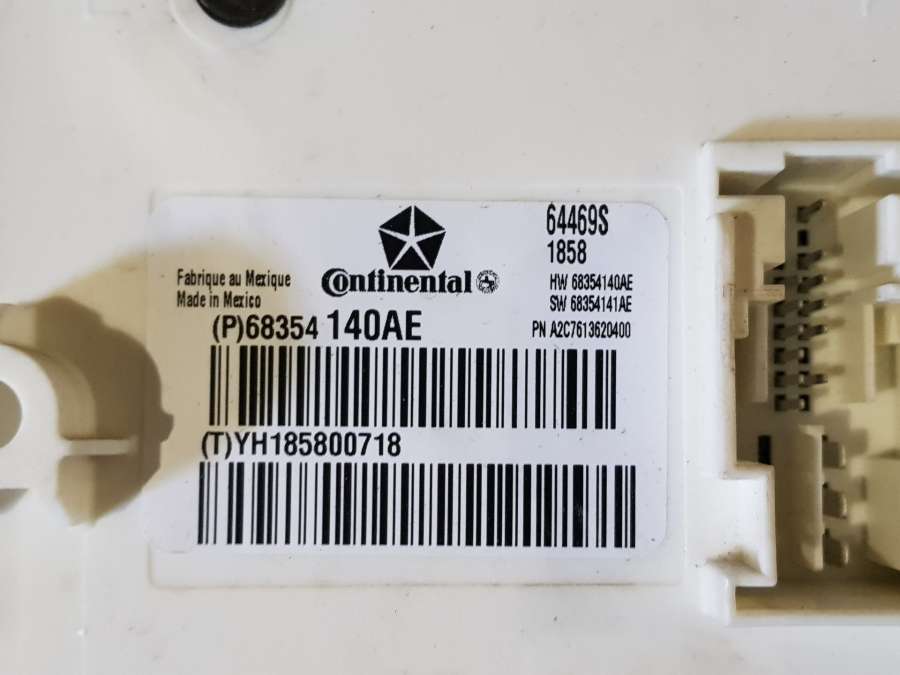 64469S
1858
Fabrique au Mexique
Made in Mexico
Continental
HW 68354140AE
SW 68354141AE
(P)68354 140AE
PN A2C7613620400
(T)YH185800718